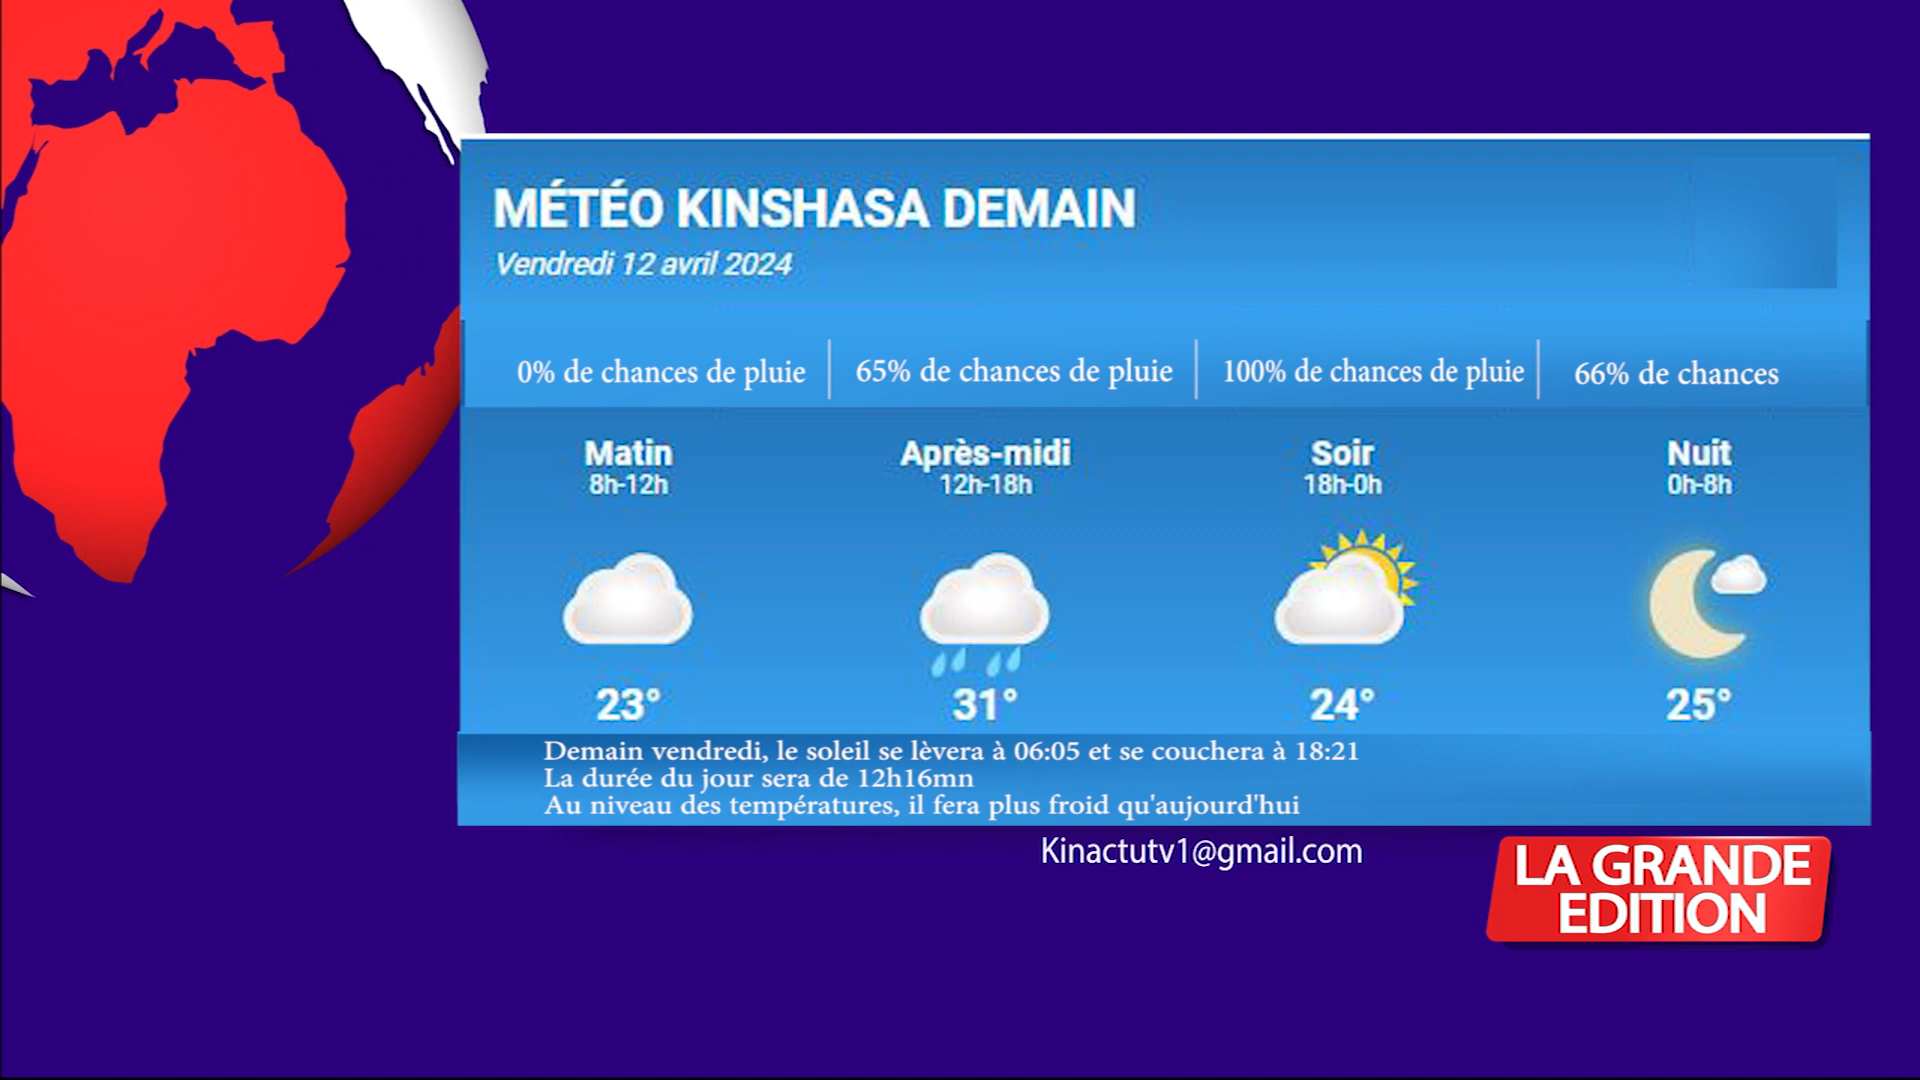 MÉTÉO KINSHASA DEMAIN
Vendredi 12 avril 2024
0% de chances de pluie
65% de chances de pluie
100% de chances de pluie
66% de chances
Matin
8h-12h
Après-midi
12h-18h
Soir
18h-0h
Nuit
0h-8h
23°
31°
24°
25°
Demain vendredi, le soleil se lèvera à 06:05 et se couchera à 18:21
La durée du jour sera de 12h16mn
Au niveau des températures, il fera plus froid qu'aujourd'hui
Kinactutv1@gmail.com
LA GRANDE
EDITION